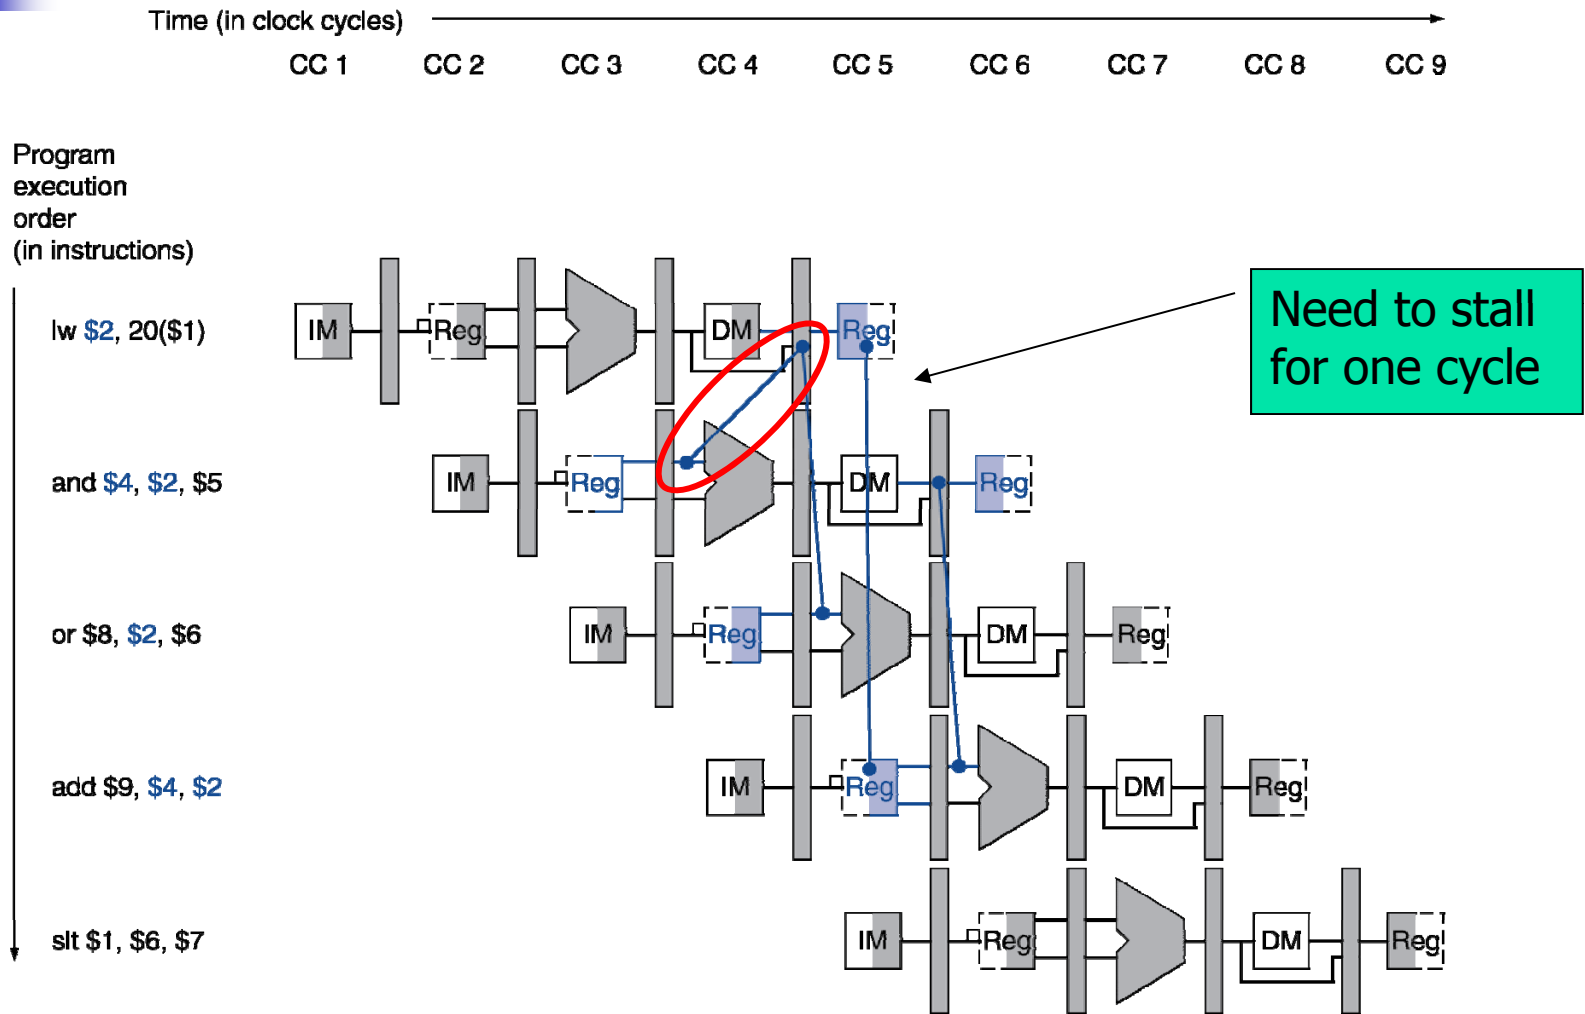 Time (in clock cycles)
CC 1 CC 2 CC 3 CC 4 CC 5 CC 6 CC 7 CC 8 CC 9
Program
execution
order
(in instructions)
Need to stall
for one cycle
lw $2, 20($1) IM Reg DM Reg
and $4, $2, $5 IM Reg DM Reg
or $8, $2, $6 IM Reg DM Reg
add $9, $4, $2 IM Reg DM Reg
slt $1, $6, $7 IM Reg DM Reg